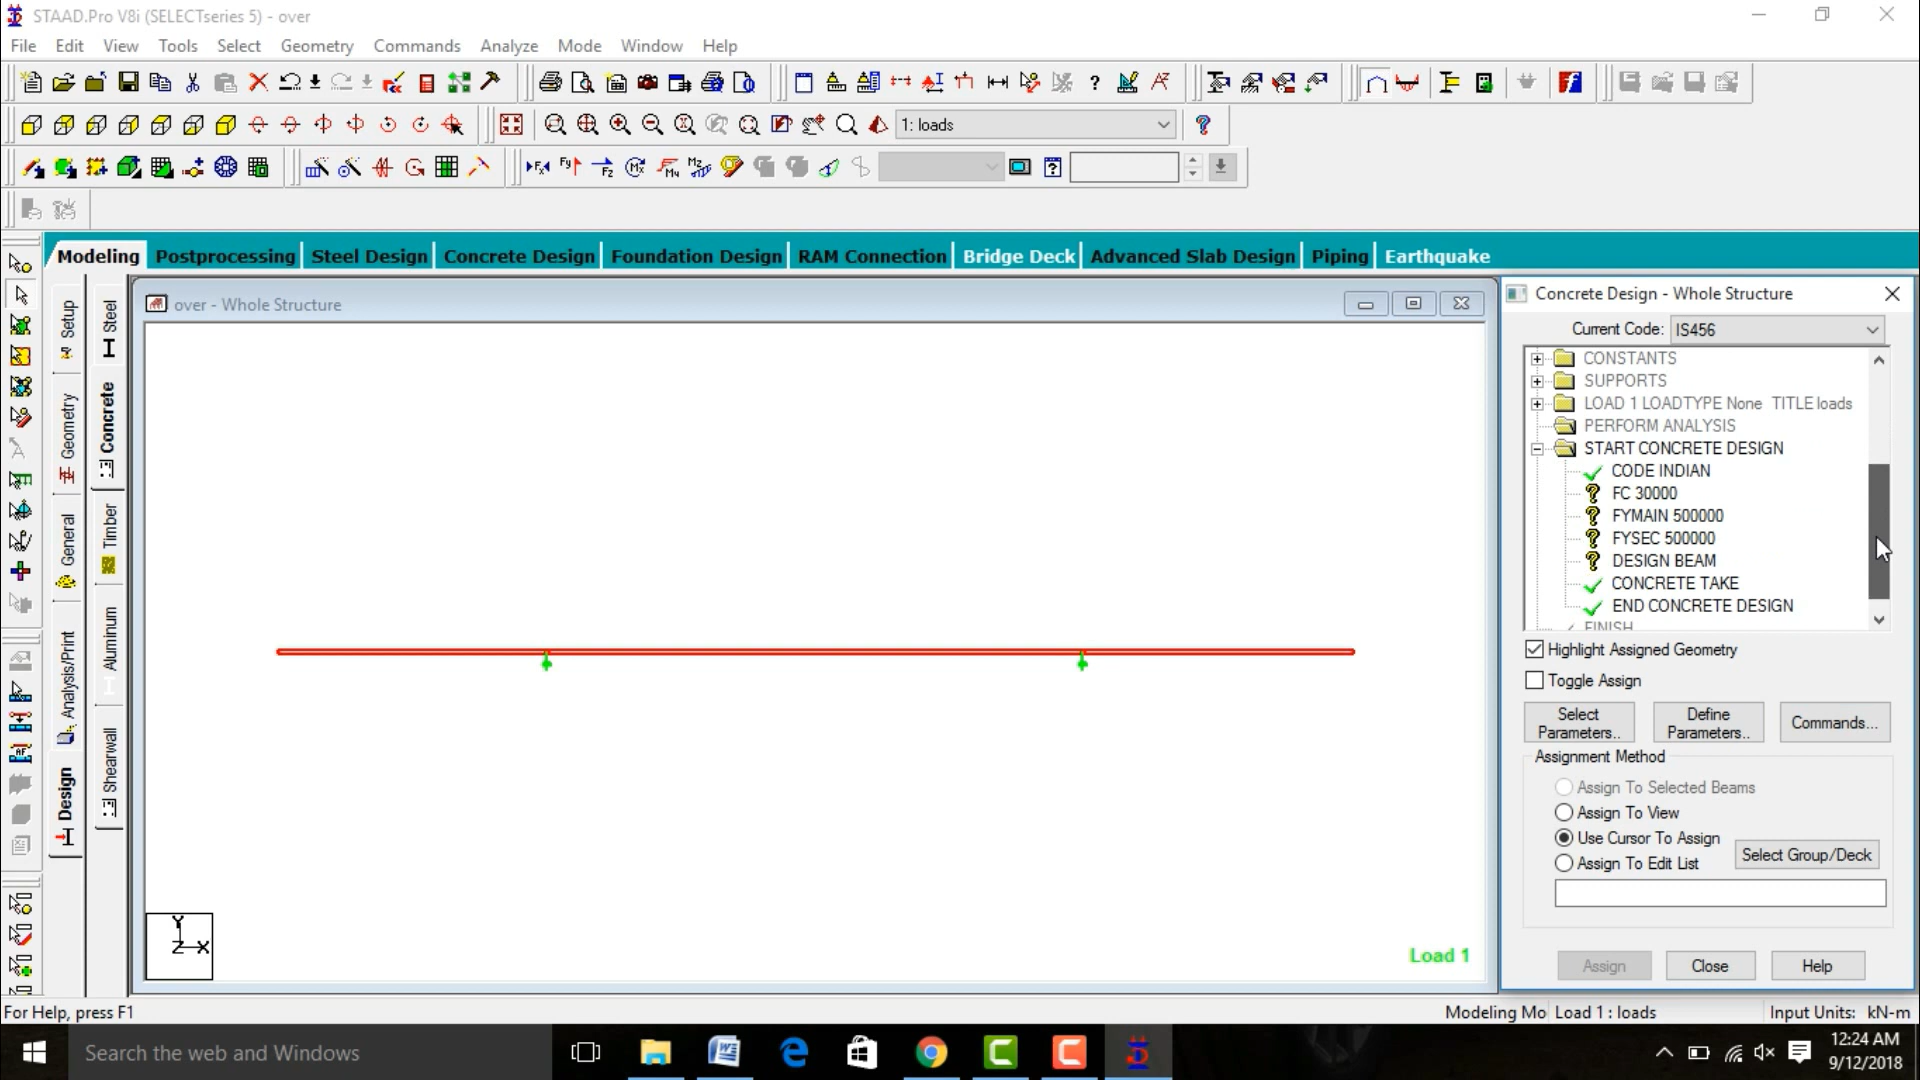 STAAD.Pro V8i (SELECTseries 5) - over
File Edit View Tools Select Geometry Commands Analyze Mode Window Help
1: loads
Modeling Postprocessing Steel Design Concrete Design Foundation Design RAM Connection Bridge Deck Advanced Slab Design Piping Earthquake
Setup
Geometry
General
Analysis/Print
Design
Steel
Concrete
Timber
Aluminum
Shearwall
over - Whole Structure
Y
Z X
Load 1
Concrete Design - Whole Structure
Current Code: IS456
CONSTANTS
SUPPORTS
LOAD 1 LOADTYPE None TITLE loads
PERFORM ANALYSIS
START CONCRETE DESIGN
CODE INDIAN
FC 30000
FYMAIN 500000
FYSEC 500000
DESIGN BEAM
CONCRETE TAKE
END CONCRETE DESIGN
FINISH
Highlight Assigned Geometry
Toggle Assign
Select Parameters..
Define Parameters..
Commands...
Assignment Method
Assign To Selected Beams
Assign To View
Use Cursor To Assign
Assign To Edit List
Select Group/Deck
Assign Close Help
For Help, press F1
Modeling Mo Load 1 : loads Input Units: kN-m
Search the web and Windows
12:24 AM
9/12/2018